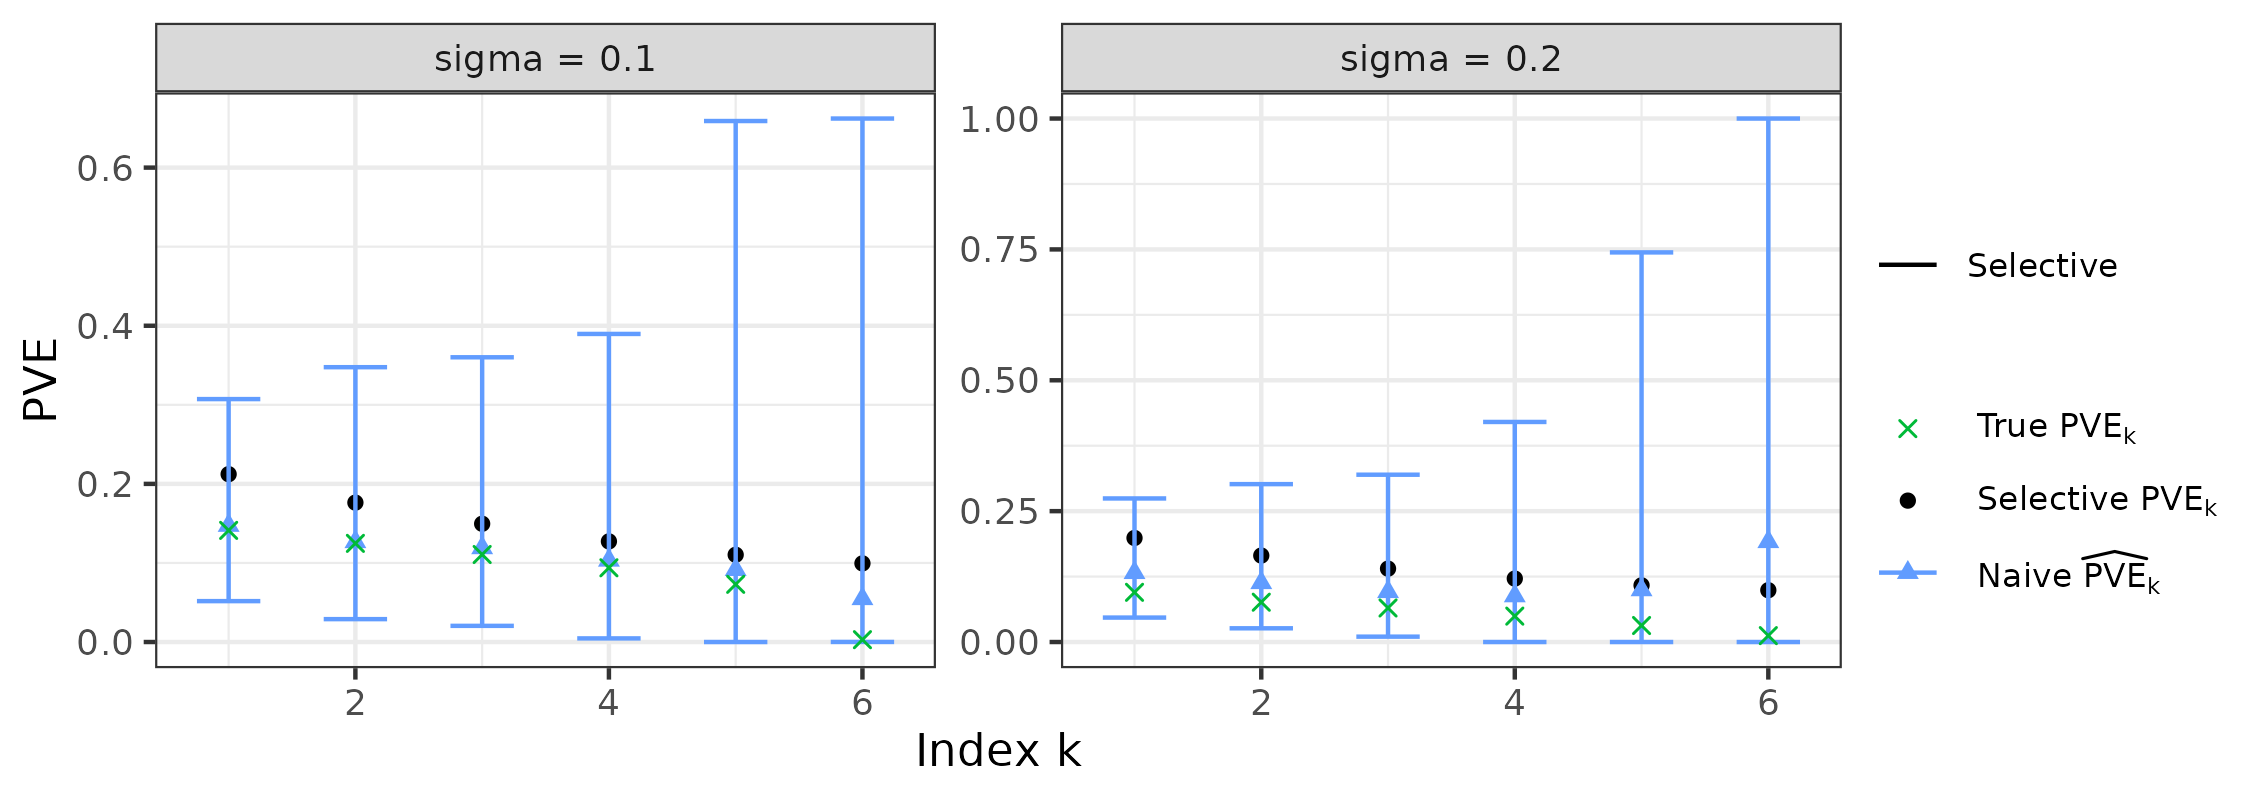 sigma = 0.1
sigma = 0.2
PVE
0.6
0.4
0.2
0.0
1.00
0.75
0.50
0.25
0.00
2 4 6
2 4 6
Index k
Selective
True PVEk
Selective PVEk
Naive P͡VEk